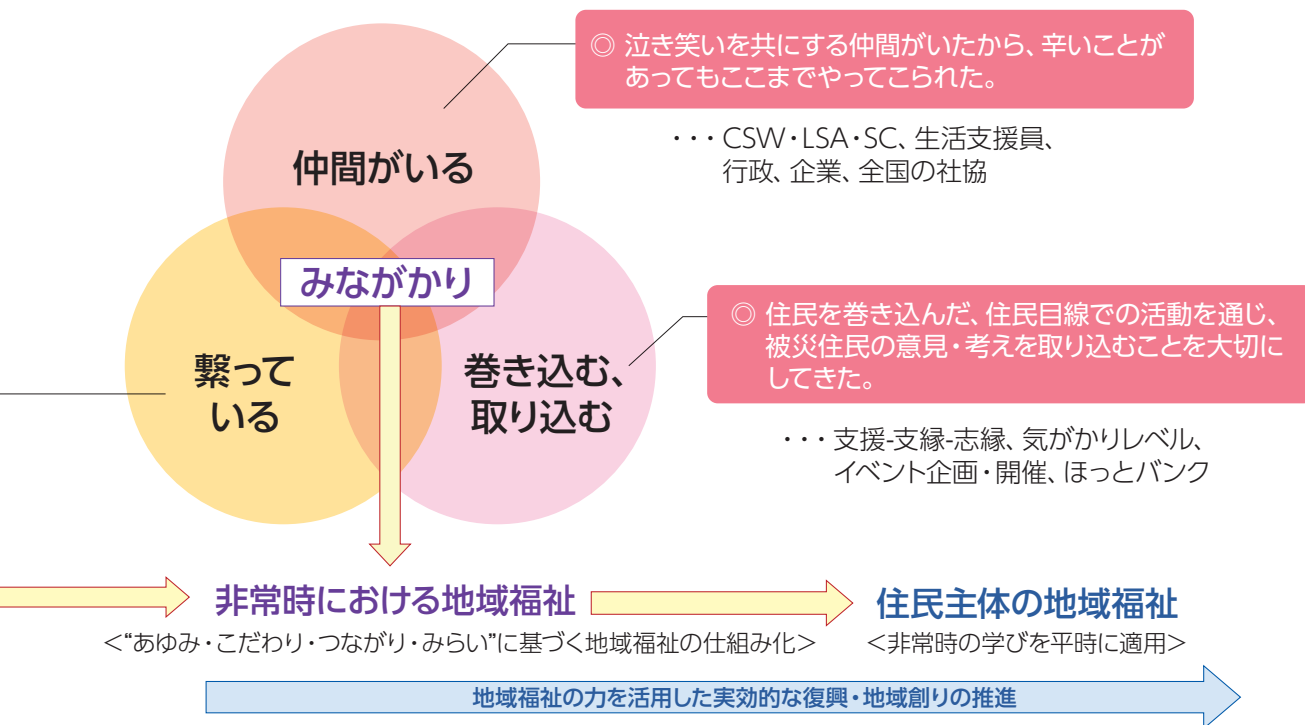 ◎ 泣き笑いを共にする仲間がいたから、辛いことが
あってもここまでやってこられた。
・・・ CSW・LSA・SC、生活支援員、
行政、企業、全国の社協
仲間がいる
みながかり
繋って
いる
巻き込む、
取り込む
◎ 住民を巻き込んだ、住民目線での活動を通じ、
被災住民の意見・考えを取り込むことを大切に
してきた。
・・・ 支援-支縁-志縁、気がかりレベル、
イベント企画・開催、ほっとバンク
非常時における地域福祉
<“あゆみ・こだわり・つながり・みらい”に基づく地域福祉の仕組み化>
住民主体の地域福祉
<非常時の学びを平時に適用>
地域福祉の力を活用した実効的な復興・地域創りの推進